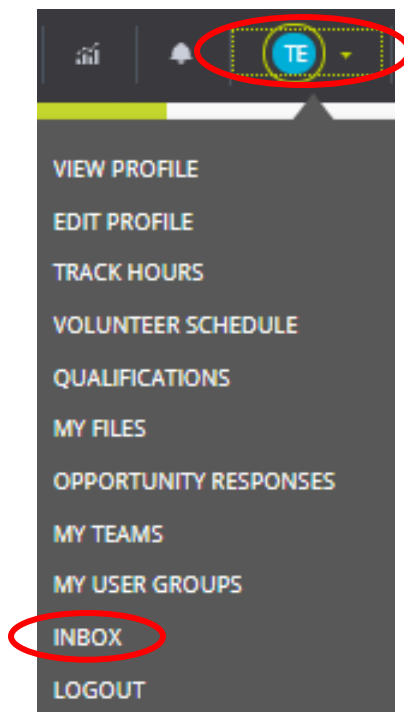 TE
VIEW PROFILE
EDIT PROFILE
TRACK HOURS
VOLUNTEER SCHEDULE
QUALIFICATIONS
MY FILES
OPPORTUNITY RESPONSES
MY TEAMS
MY USER GROUPS
INBOX
LOGOUT